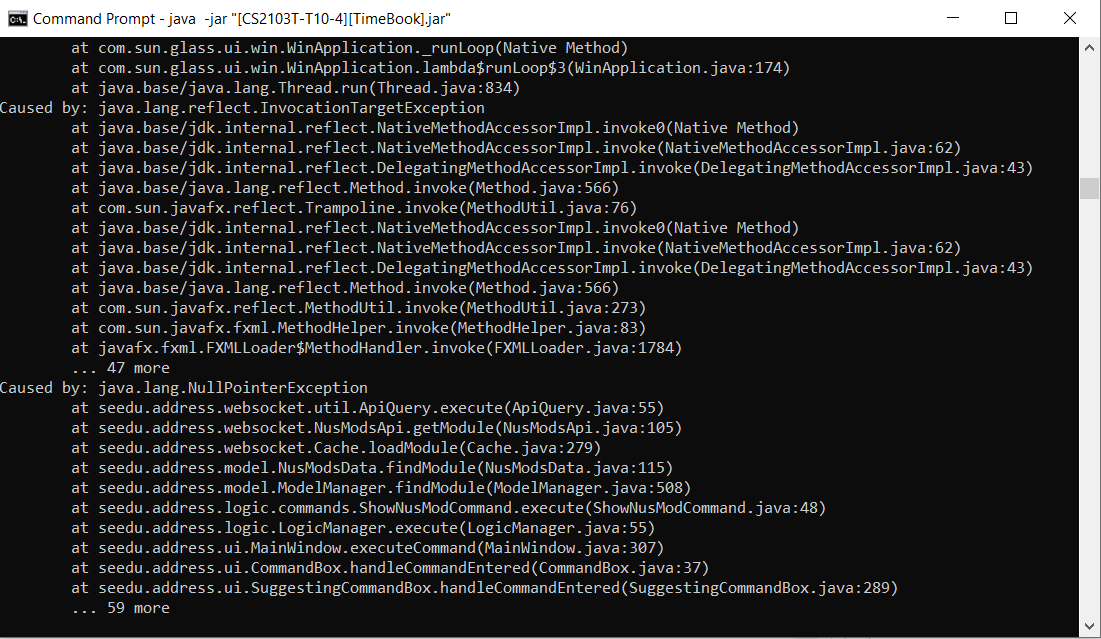 Command Prompt - java  -jar "[CS2103T-T10-4][TimeBook].jar"
at com.sun.glass.ui.win.WinApplication._runLoop(Native Method)
at com.sun.glass.ui.win.WinApplication.lambda$runLoop$3(WinApplication.java:174)
at java.base/java.lang.Thread.run(Thread.java:834)
Caused by: java.lang.reflect.InvocationTargetException
at java.base/jdk.internal.reflect.NativeMethodAccessorImpl.invoke0(Native Method)
at java.base/jdk.internal.reflect.NativeMethodAccessorImpl.invoke(NativeMethodAccessorImpl.java:62)
at java.base/jdk.internal.reflect.DelegatingMethodAccessorImpl.invoke(DelegatingMethodAccessorImpl.java:43)
at java.base/java.lang.reflect.Method.invoke(Method.java:566)
at com.sun.javafx.reflect.Trampoline.invoke(MethodUtil.java:76)
at java.base/jdk.internal.reflect.NativeMethodAccessorImpl.invoke0(Native Method)
at java.base/jdk.internal.reflect.NativeMethodAccessorImpl.invoke(NativeMethodAccessorImpl.java:62)
at java.base/jdk.internal.reflect.DelegatingMethodAccessorImpl.invoke(DelegatingMethodAccessorImpl.java:43)
at java.base/java.lang.reflect.Method.invoke(Method.java:566)
at com.sun.javafx.reflect.MethodUtil.invoke(MethodUtil.java:273)
at com.sun.javafx.fxml.MethodHelper.invoke(MethodHelper.java:83)
at javafx.fxml.FXMLLoader$MethodHandler.invoke(FXMLLoader.java:1784)
... 47 more
Caused by: java.lang.NullPointerException
at seedu.address.websocket.util.ApiQuery.execute(ApiQuery.java:55)
at seedu.address.websocket.NusModsApi.getModule(NusModsApi.java:105)
at seedu.address.websocket.Cache.loadModule(Cache.java:279)
at seedu.address.model.NusModsData.findModule(NusModsData.java:115)
at seedu.address.model.ModelManager.findModule(ModelManager.java:508)
at seedu.address.logic.commands.ShowNusModCommand.execute(ShowNusModCommand.java:48)
at seedu.address.logic.LogicManager.execute(LogicManager.java:55)
at seedu.address.ui.MainWindow.executeCommand(MainWindow.java:307)
at seedu.address.ui.CommandBox.handleCommandEntered(CommandBox.java:37)
at seedu.address.ui.SuggestingCommandBox.handleCommandEntered(SuggestingCommandBox.java:289)
... 59 more